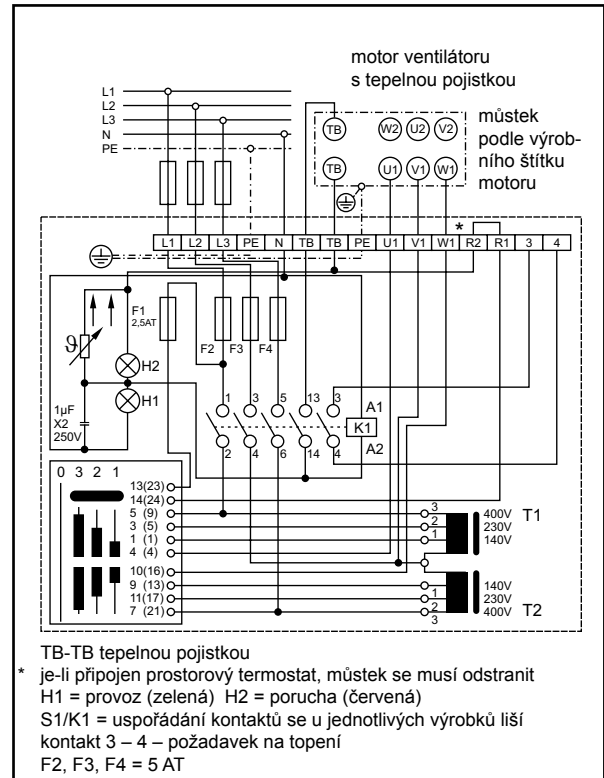 motor ventilátoru
s tepelnou pojistkou
L1
L2
L3
N
PE
TB W2 U2 V2
TB U1 V1 W1
můstek
podle výrob-
ního štítku
motoru
*
L1 L2 L3 PE N TB TB PE U1 V1 W1 R2 R1 3 4
F1
2,5AT
F2 F3 F4
ϑ
H2
H1
1µF
X2
250V
1 3 5 13 3
A1
K1
A2
2 4 6 14 4
0 3 2 1
13(23)
14(24)
5 (9)
3 (5)
1 (1)
4 (4)
10(16)
9 (13)
11(17)
7 (21)
3 400V T1
2 230V
1 140V
140V
1 230V
2 400V T2
3
TB-TB tepelnou pojistkou
* je-li připojen prostorový termostat, můstek se musí odstranit
H1 = provoz (zelená) H2 = porucha (červená)
S1/K1 = uspořádání kontaktů se u jednotlivých výrobků liší
kontakt 3 – 4 – požadavek na topení
F2, F3, F4 = 5 AT